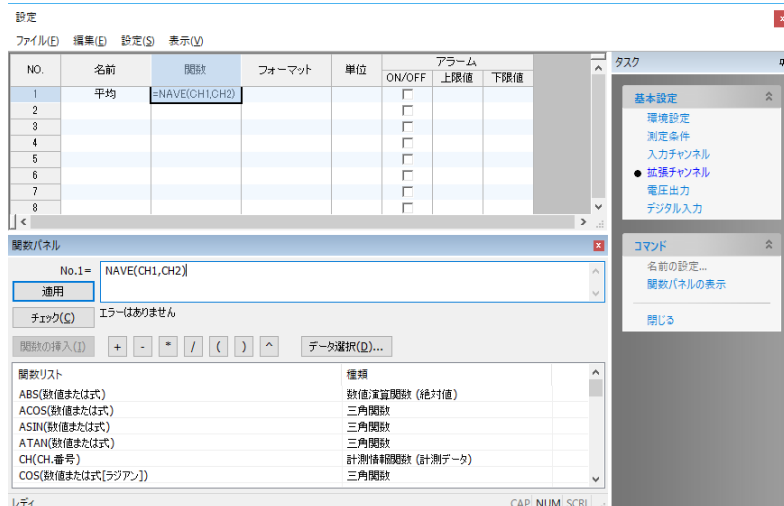 設定
ファイル(F) 編集(E) 設定(S) 表示(V)
NO. 名前 関数 フォーマット 単位 アラーム
ON/OFF 上限値 下限値
1 平均 =NAVE(CH1,CH2)
2
3
4
5
6
7
8
関数パネル
No.1= NAVE(CH1,CH2)
適用
チェック(C) エラーはありません
関数の挿入(I) + - * / ( ) ^ データ選択(D)...
関数リスト 種類
ABS(数値または式) 数値演算関数 (絶対値)
ACOS(数値または式) 三角関数
ASIN(数値または式) 三角関数
ATAN(数値または式) 三角関数
CH(CH.番号) 計測情報関数 (計測データ)
COS(数値または式[ラジアン]) 三角関数
レディ CAP NUM SCRL
タスク
基本設定
環境設定
測定条件
入力チャンネル
拡張チャンネル
電圧出力
デジタル入力
コマンド
名前の設定...
関数パネルの表示
閉じる